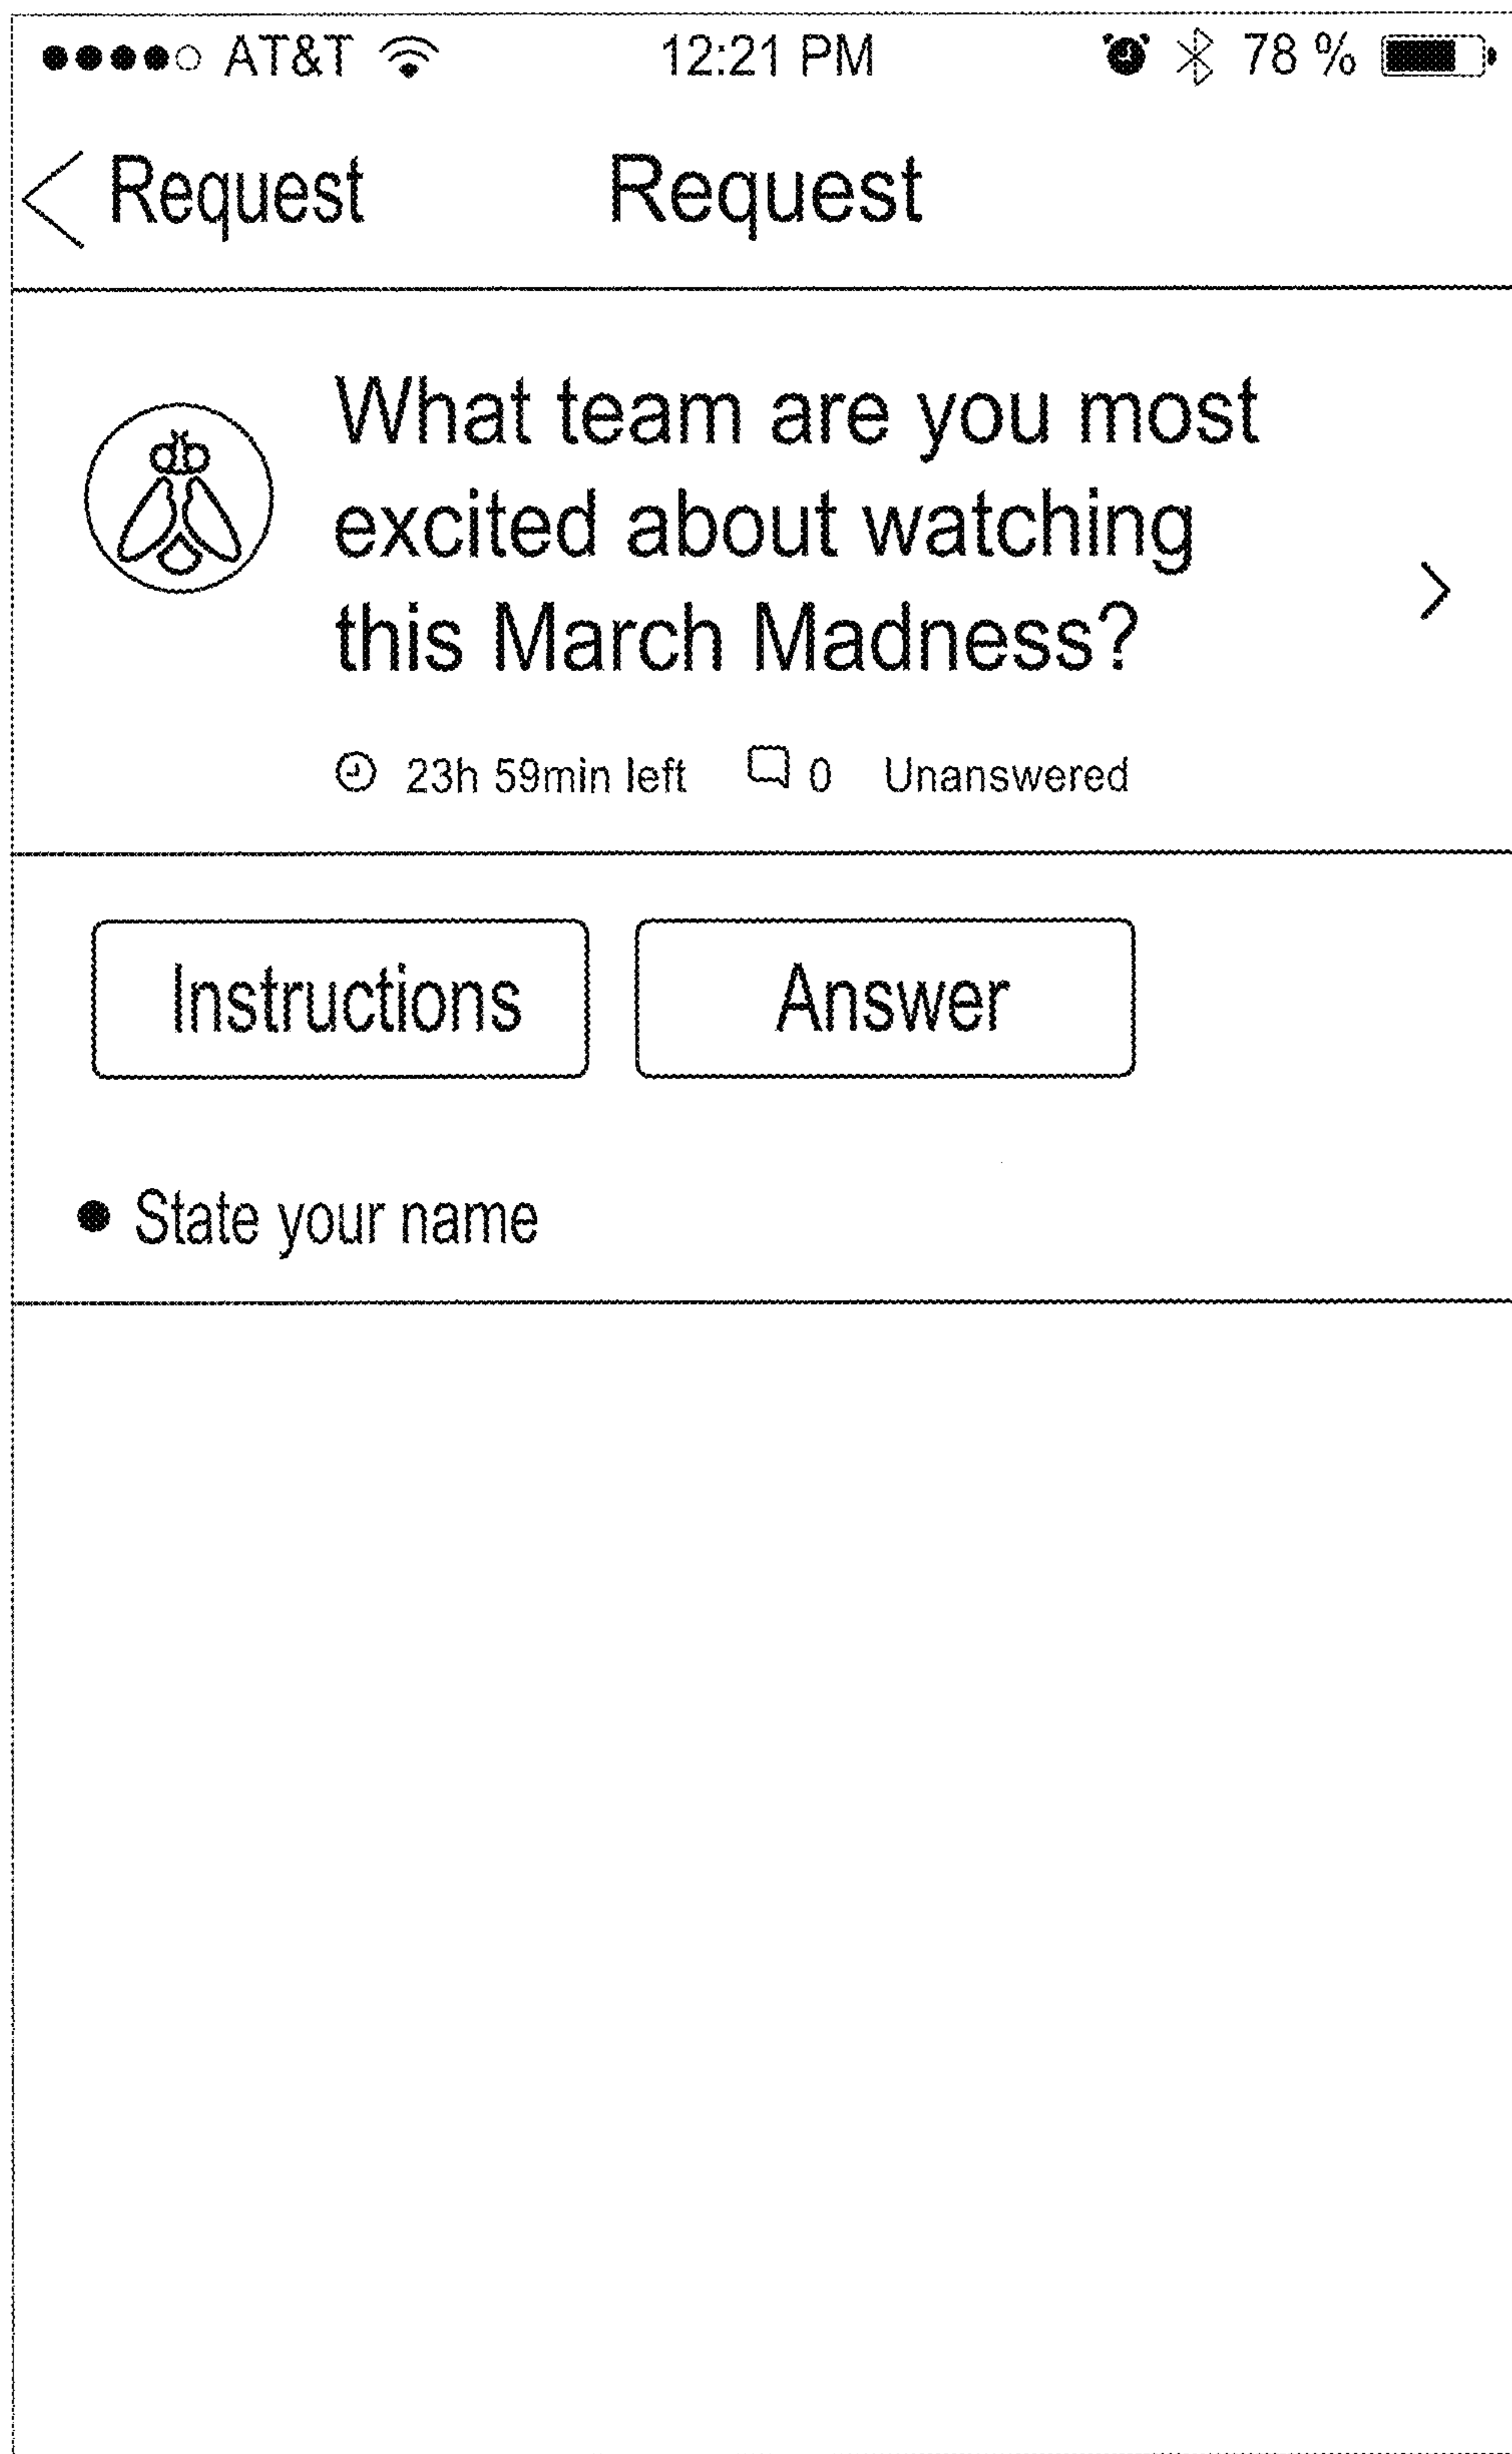 AT&T 12:21 PM 78 %
Request Request
What team are you most
excited about watching
this March Madness?
23h 59min left 0 Unanswered
Instructions Answer
• State your name